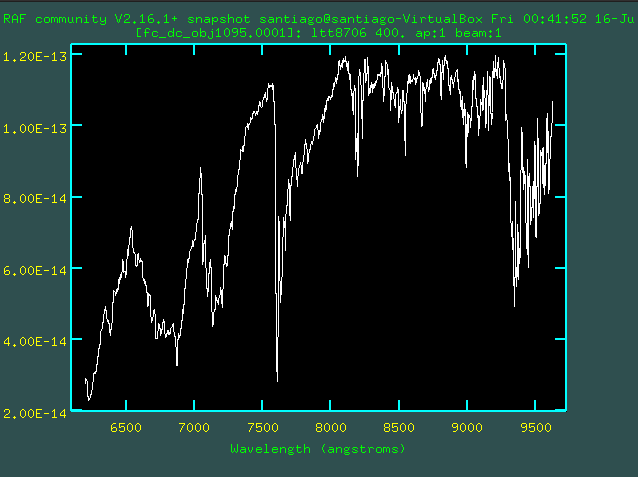 RAF community V2.16.1+ snapshot santiago@santiago-VirtualBox Fri 00:41:52 16-Ju
[fc_dc_obj1095.0001]: ltt8706 400. ap:1 beam:1
1.20E-13
1.00E-13
8.00E-14
6.00E-14
4.00E-14
2.00E-14
6500 7000 7500 8000 8500 9000 9500
Wavelength (angstroms)